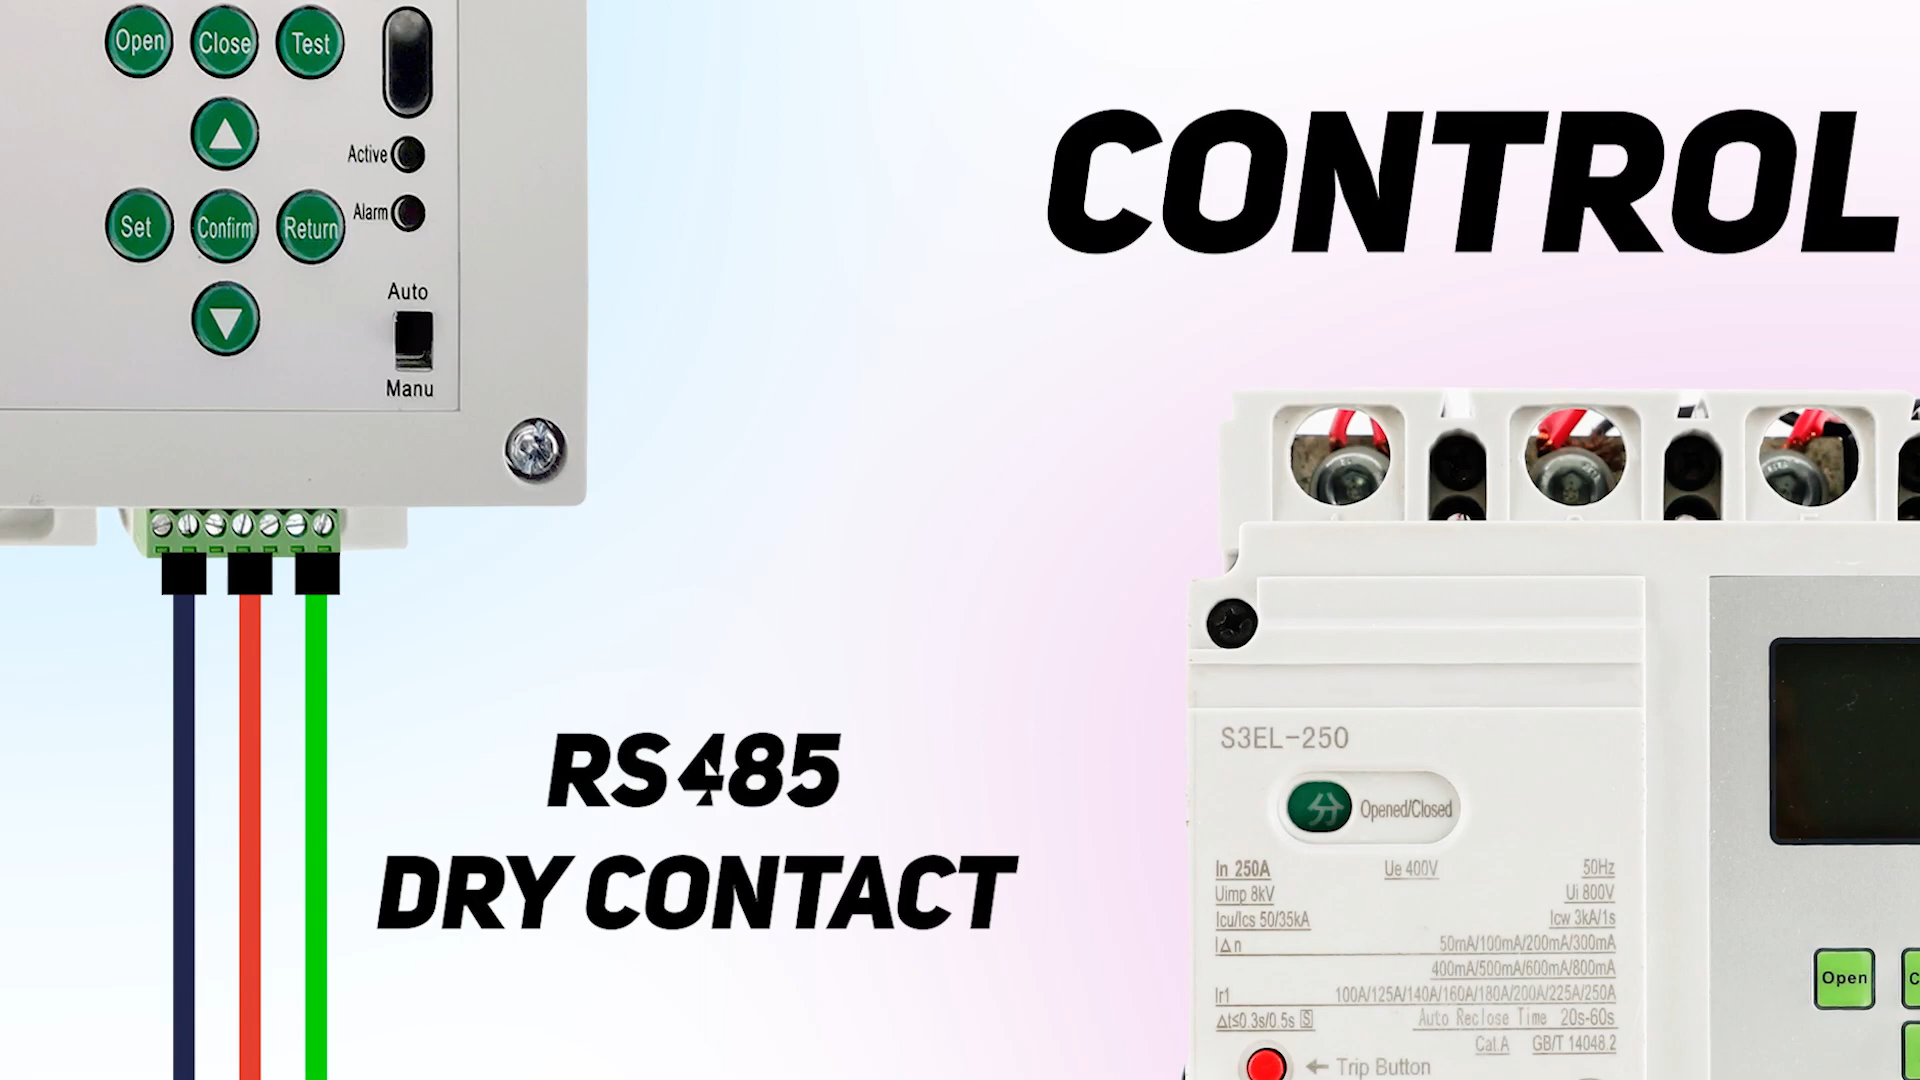 Open Close Test
Active
Alarm
Set Confirm Return
Auto
Manu
CONTROL
RS485
DRY CONTACT
S3EL-250
分 Opened/Closed
In 250A Ue 400V 50Hz
Uimp 8kV Ui 800V
Icu/Ics 50/35kA Icw 3kA/1s
I△n 50mA/100mA/200mA/300mA
400mA/500mA/600mA/800mA
Ir1 100A/125A/140A/160A/180A/200A/225A/250A
△t≤0.3s/0.5s S Auto Reclose Time 20s-60s
Cat.A GB/T 14048.2
← Trip Button
Open C